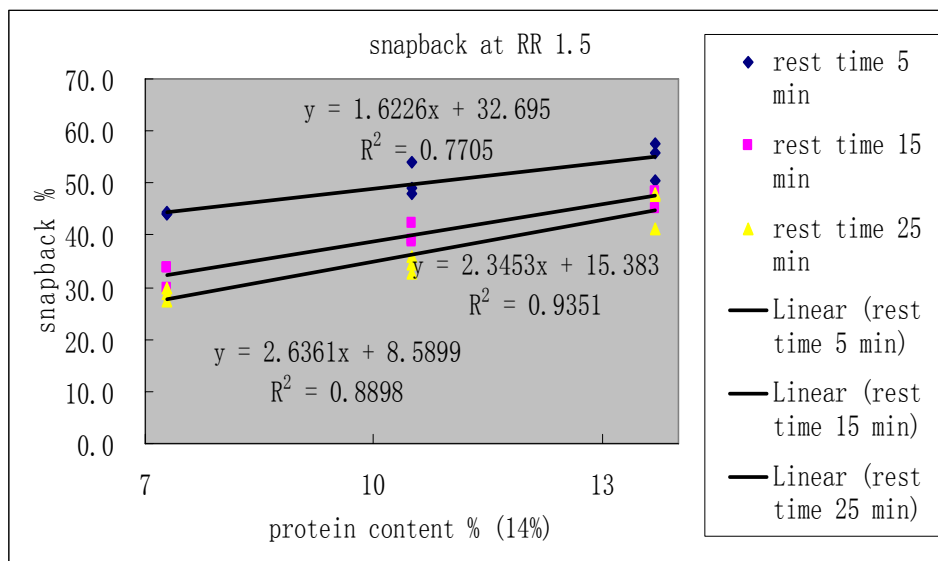 snapback at RR 1.5
70.0
60.0
50.0
40.0
30.0
20.0
10.0
0.0
snapback %
y = 1.6226x + 32.695
R² = 0.7705
y = 2.3453x + 15.383
R² = 0.9351
y = 2.6361x + 8.5899
R² = 0.8898
7 10 13
protein content % (14%)
rest time 5
min
rest time 15
min
rest time 25
min
Linear (rest
time 5 min)
Linear (rest
time 15 min)
Linear (rest
time 25 min)